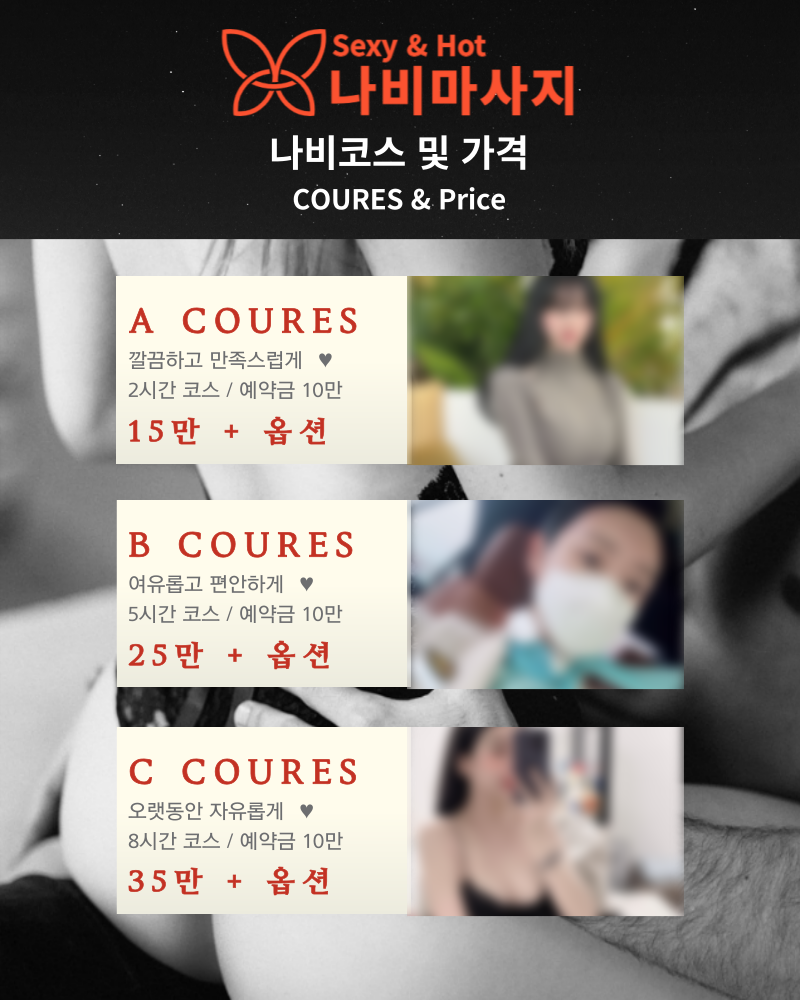 Sexy & Hot
나비마사지
나비코스 및 가격
COURES & Price
A COURES
깔끔하고 만족스럽게 ♥
2시간 코스 / 예약금 10만
15만 + 옵션
B COURES
여유롭고 편안하게 ♥
5시간 코스 / 예약금 10만
25만 + 옵션
C COURES
오랫동안 자유롭게 ♥
8시간 코스 / 예약금 10만
35만 + 옵션